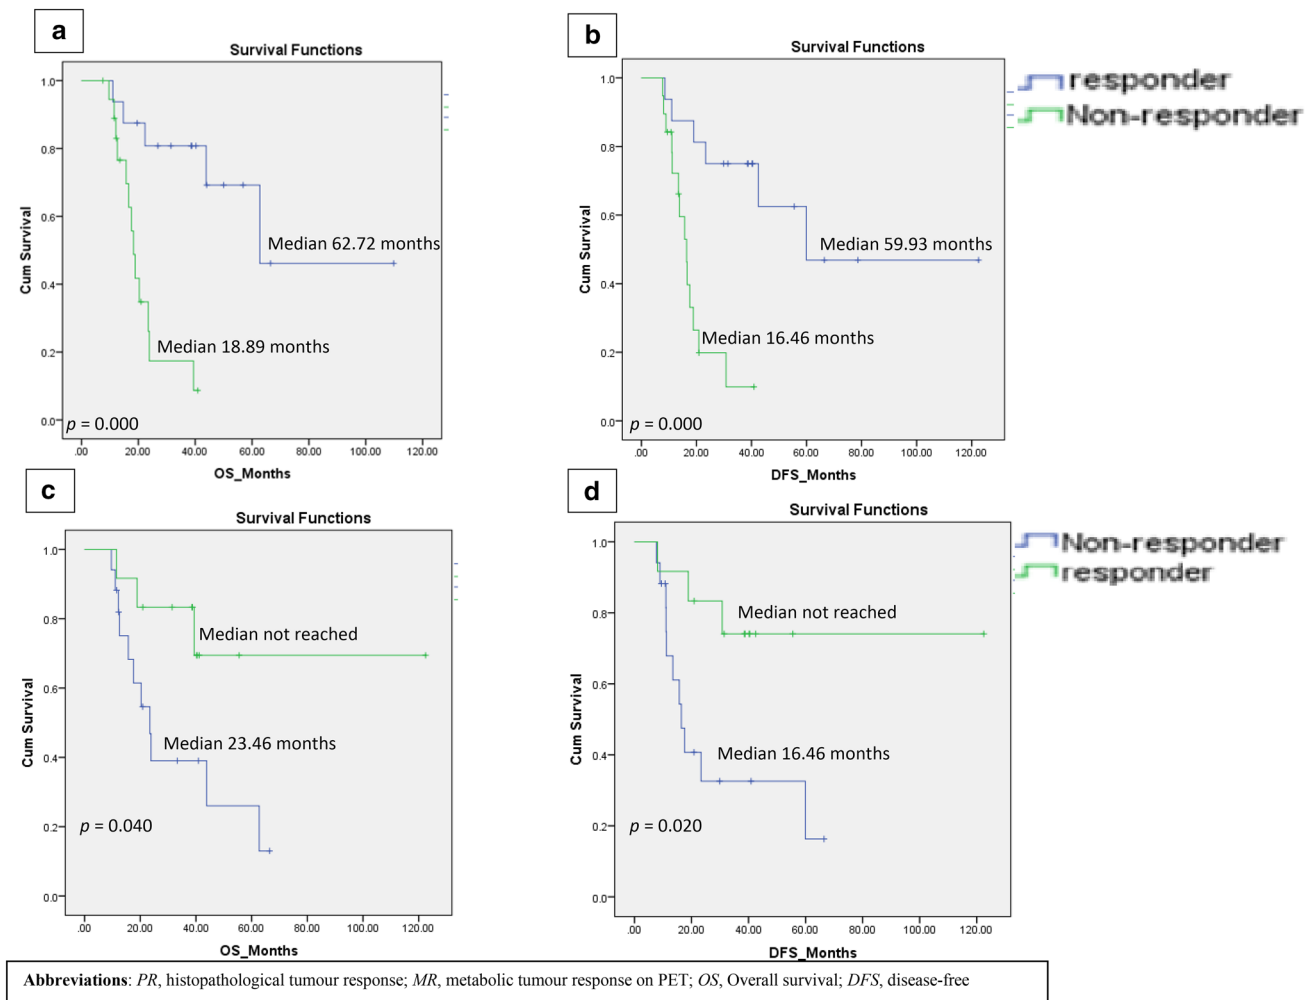 a
Survival Functions
1.0
0.8
0.6
0.4
0.2
0.0
Cum Survival
Median 62.72 months
Median 18.89 months
p = 0.000
.00 20.00 40.00 60.00 80.00 100.00 120.00
OS_Months
b
Survival Functions
1.0
0.8
0.6
0.4
0.2
0.0
Cum Survival
Median 59.93 months
Median 16.46 months
p = 0.000
.00 20.00 40.00 60.00 80.00 100.00 120.00
DFS_Months
responder
Non-responder
c
Survival Functions
1.0
0.8
0.6
0.4
0.2
0.0
Cum Survival
Median not reached
Median 23.46 months
p = 0.040
.00 20.00 40.00 60.00 80.00 100.00 120.00
OS_Months
d
Survival Functions
1.0
0.8
0.6
0.4
0.2
0.0
Cum Survival
Median not reached
Median 16.46 months
p = 0.020
.00 20.00 40.00 60.00 80.00 100.00 120.00
DFS_Months
Non-responder
responder
Abbreviations: PR, histopathological tumour response; MR, metabolic tumour response on PET; OS, Overall survival; DFS, disease-free